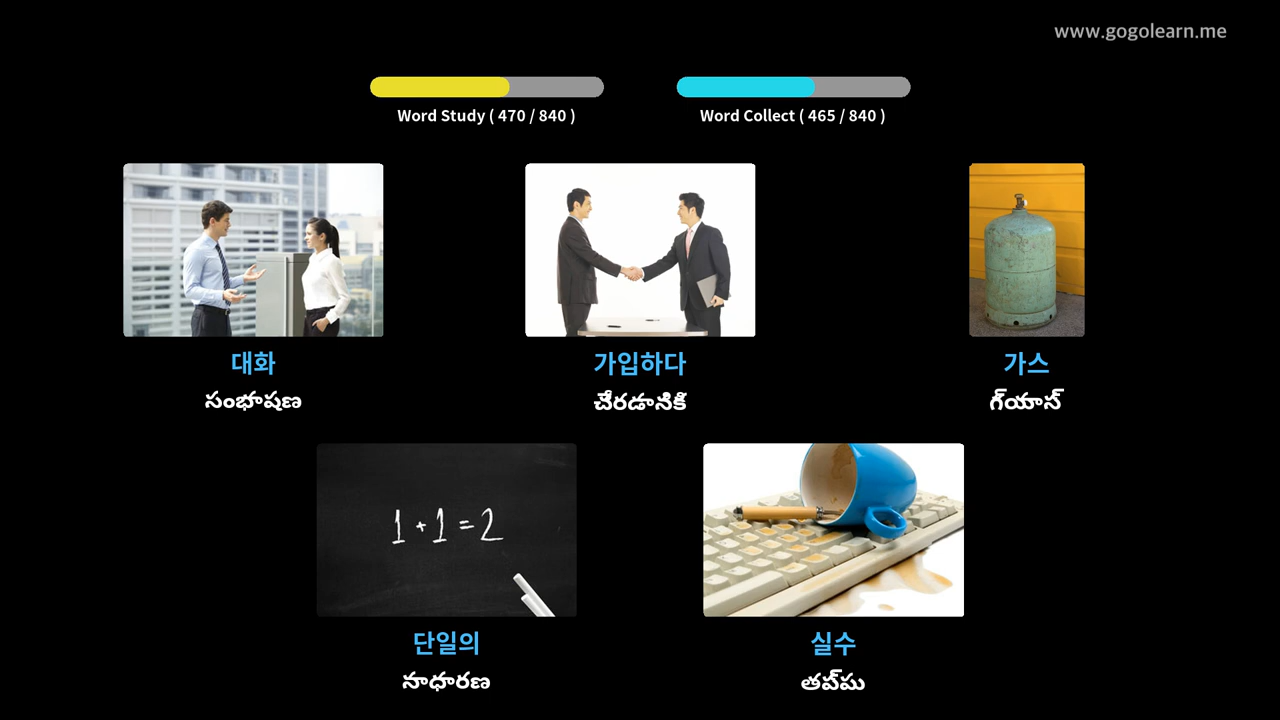 www.gogolearn.me
Word Study ( 470 / 840 )
Word Collect ( 465 / 840 )
대화
సంభాషణ
가입하다
చేరడానికి
가스
గ్యాస్
단일의
సాధారణ
실수
తప్పు
1 + 1 = 2